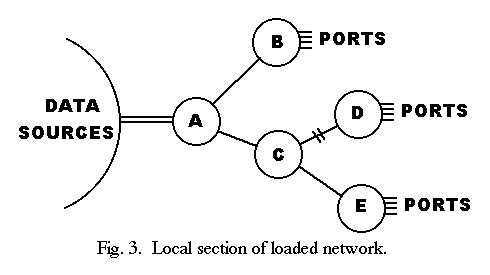 B PORTS
DATA
SOURCES
A
D PORTS
C
E PORTS
Fig. 3. Local section of loaded network.